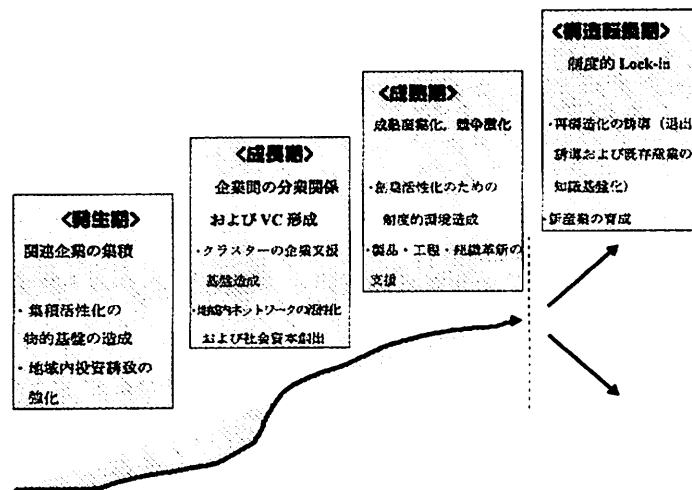 <発生期>
関連企業の集積
・集積活性化の
物的基盤の造成
・地域内投資誘致の
強化
<成長期>
企業間の分業関係
および VC 形成
・クラスターの企業支援
基盤造成
・地域内ネットワークの活性化
および社会資本創出
<成熟期>
成熟産業化，競争激化
・創発活性化のための
制度的環境造成
・製品・工程・組織革新の
支援
<構造転換期>
制度的 Lock-in
・再構造化の誘導（退出
誘導および既存産業の
知識基盤化）
・新産業の育成